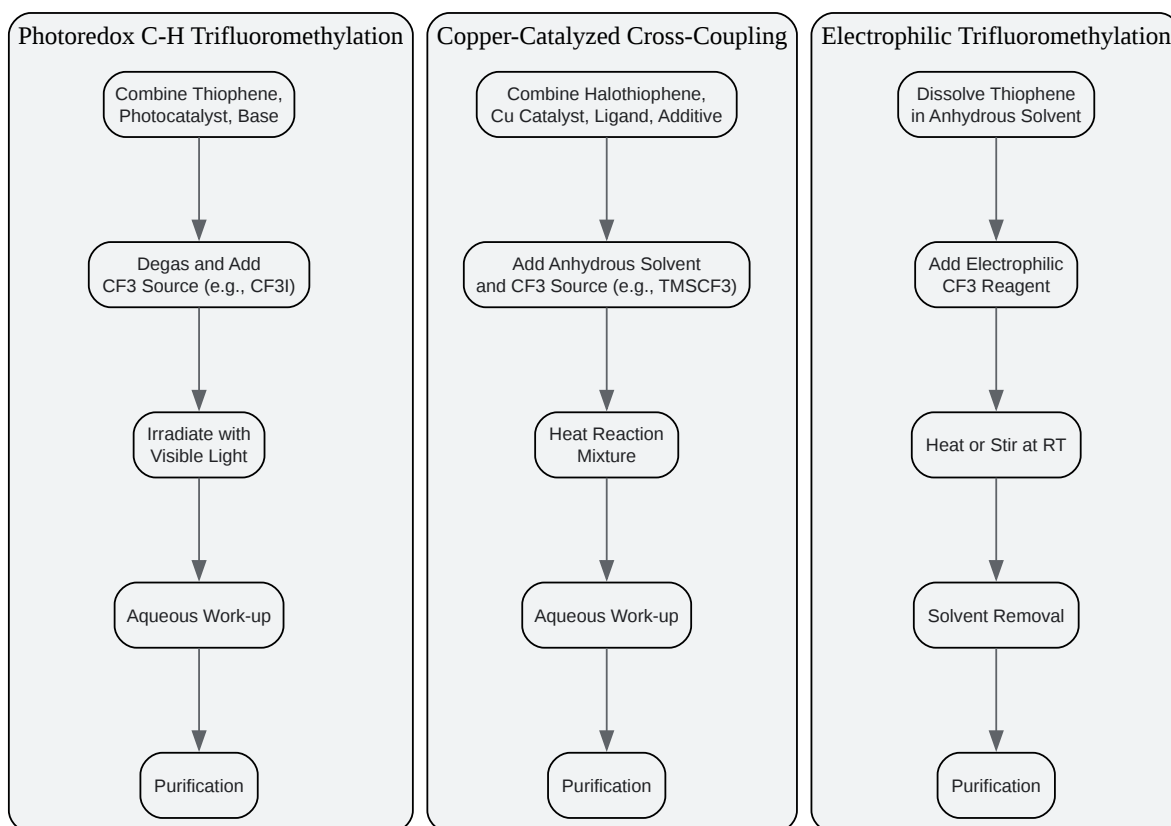 Photoredox C-H Trifluoromethylation
Combine Thiophene,
Photocatalyst, Base
Degas and Add
CF3 Source (e.g., CF3I)
Irradiate with
Visible Light
Aqueous Work-up
Purification
Copper-Catalyzed Cross-Coupling
Combine Halothiophene,
Cu Catalyst, Ligand, Additive
Add Anhydrous Solvent
and CF3 Source (e.g., TMSCF3)
Heat Reaction
Mixture
Aqueous Work-up
Purification
Electrophilic Trifluoromethylation
Dissolve Thiophene
in Anhydrous Solvent
Add Electrophilic
CF3 Reagent
Heat or Stir at RT
Solvent Removal
Purification